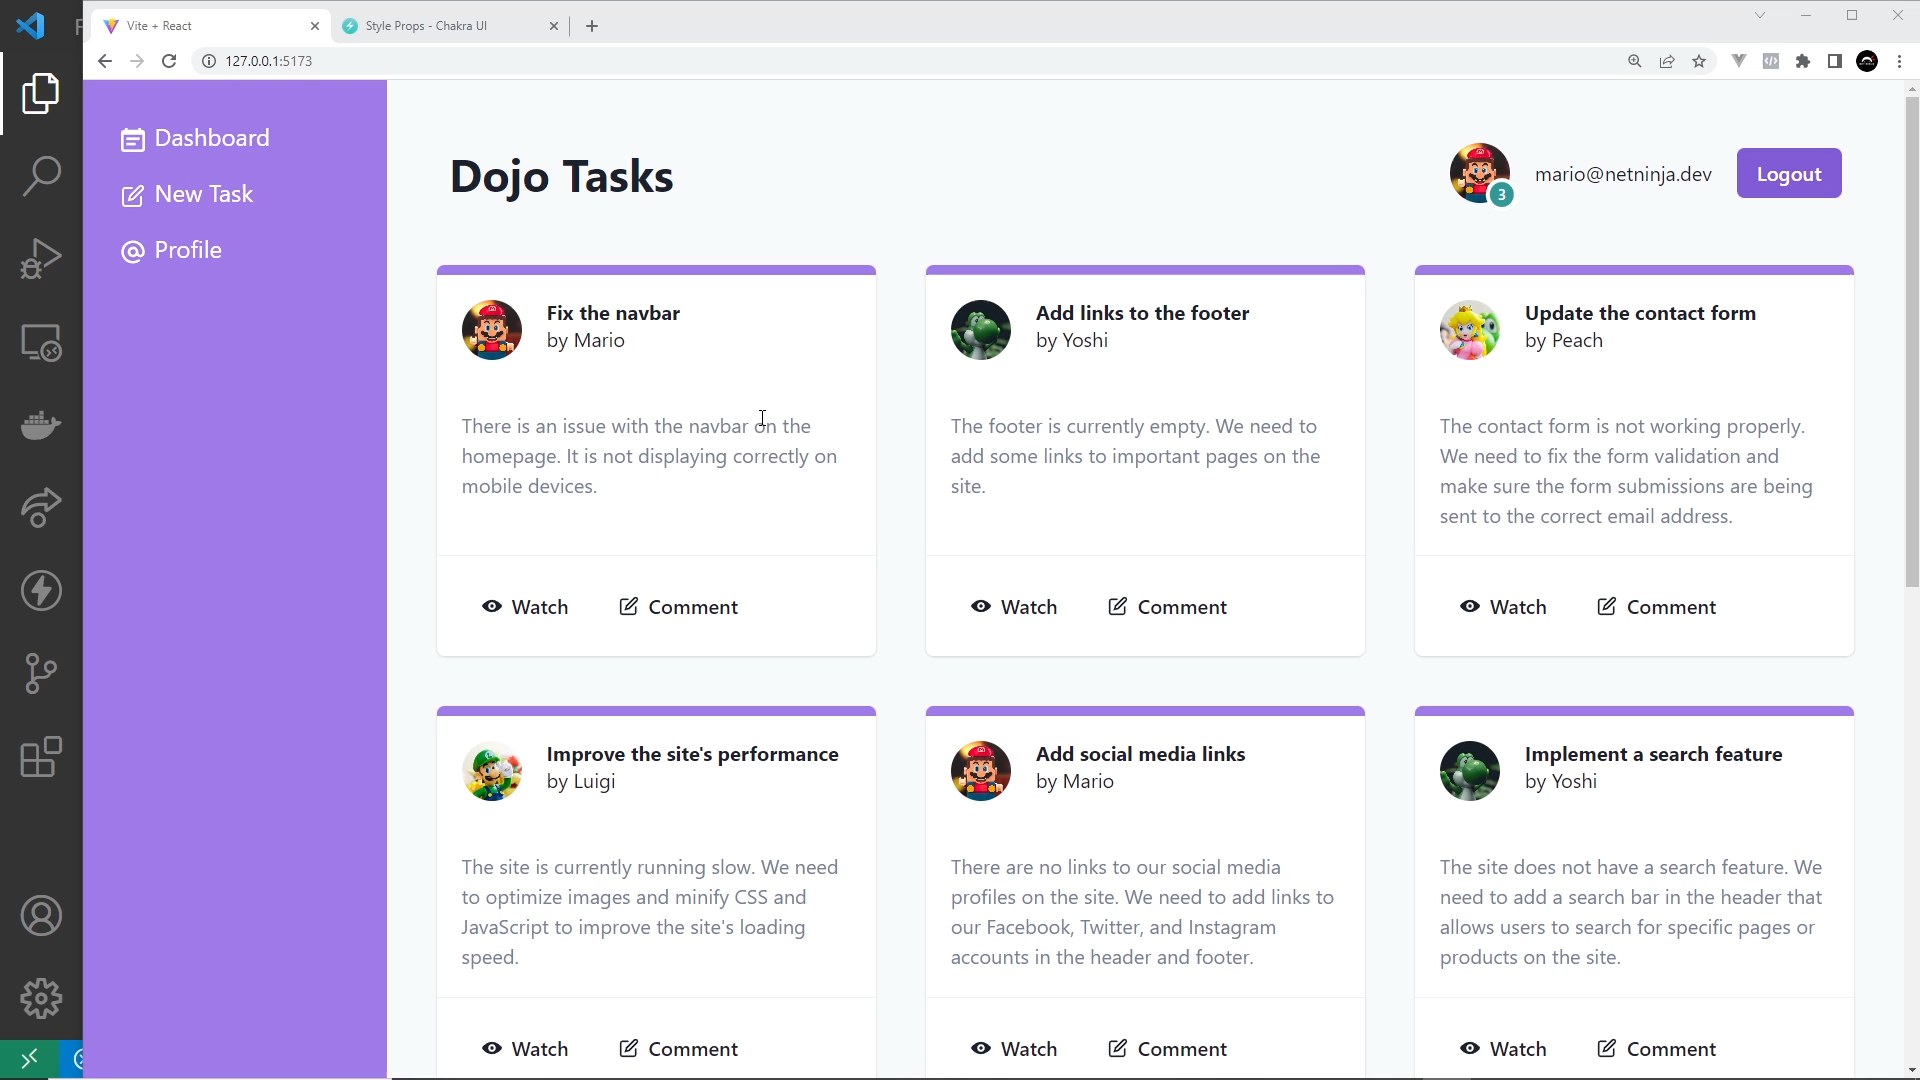 Vite + React
Style Props - Chakra UI
127.0.0.1:5173
Dashboard
New Task
Profile
Dojo Tasks
3
mario@netninja.dev
Logout
Fix the navbar
by Mario
There is an issue with the navbar on the
homepage. It is not displaying correctly on
mobile devices.
Watch
Comment
Add links to the footer
by Yoshi
The footer is currently empty. We need to
add some links to important pages on the
site.
Watch
Comment
Update the contact form
by Peach
The contact form is not working properly.
We need to fix the form validation and
make sure the form submissions are being
sent to the correct email address.
Watch
Comment
Improve the site's performance
by Luigi
The site is currently running slow. We need
to optimize images and minify CSS and
JavaScript to improve the site's loading
speed.
Watch
Comment
Add social media links
by Mario
There are no links to our social media
profiles on the site. We need to add links to
our Facebook, Twitter, and Instagram
accounts in the header and footer.
Watch
Comment
Implement a search feature
by Yoshi
The site does not have a search feature. We
need to add a search bar in the header that
allows users to search for specific pages or
products on the site.
Watch
Comment